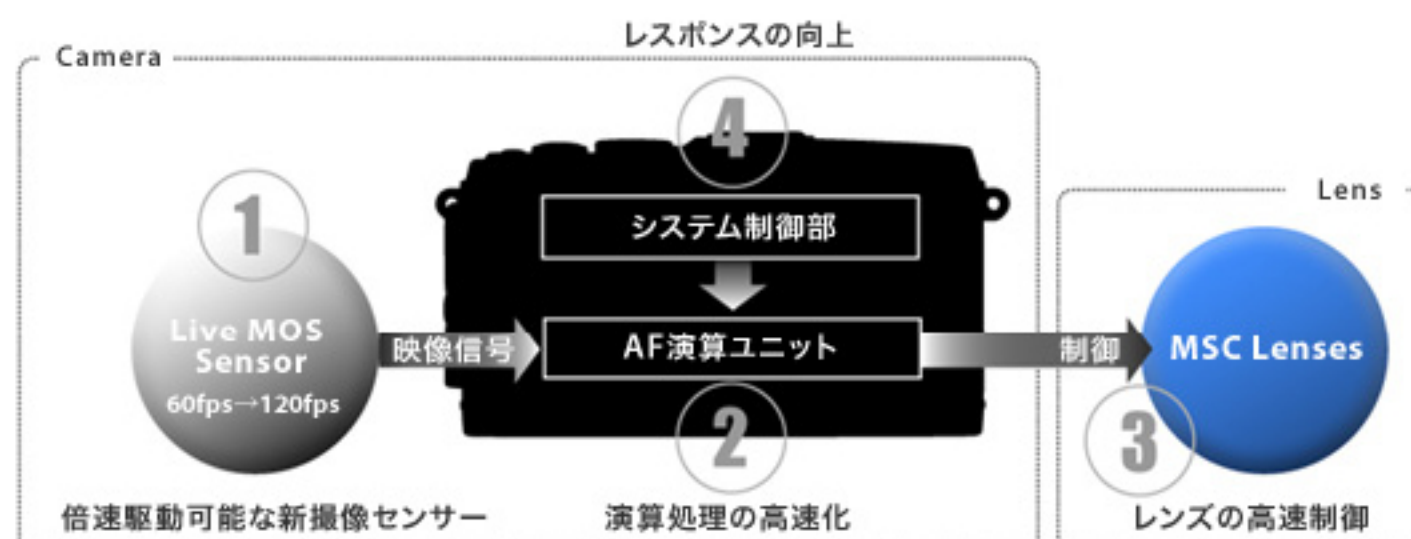 レスポンスの向上
Camera
4
1
システム制御部
Lens
Live MOS
Sensor
60fps→120fps
映像信号
AF演算ユニット
制御
MSC Lenses
2
3
倍速駆動可能な新撮像センサー
演算処理の高速化
レンズの高速制御